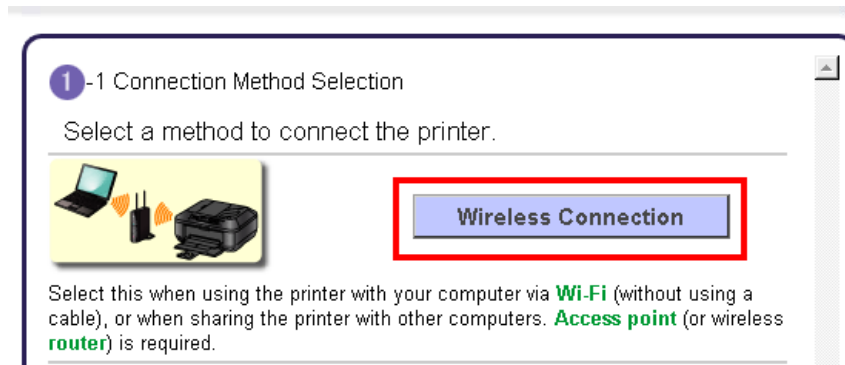 1-1 Connection Method Selection
Select a method to connect the printer.
Wireless Connection
Select this when using the printer with your computer via Wi-Fi (without using a
cable), or when sharing the printer with other computers. Access point (or wireless
router) is required.